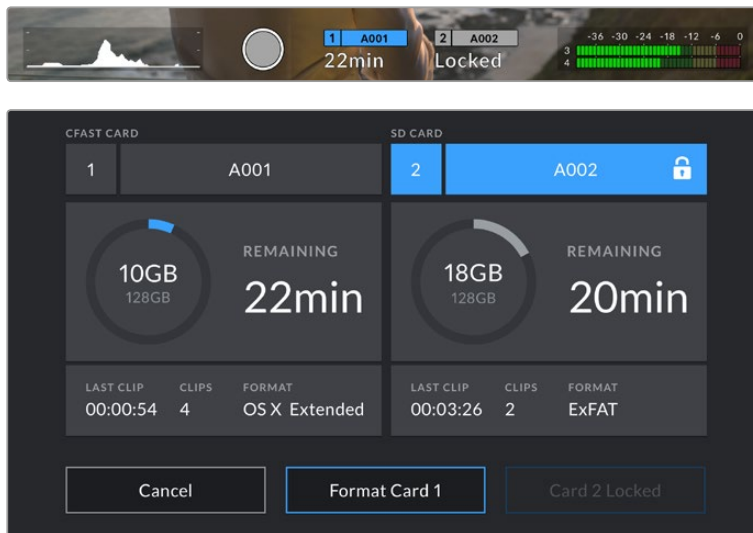 1 A001 2 A002 -36 -30 -24 -18 -12 -6 0
3
22min Locked 4
CFAST CARD SD CARD
1 A001 2 A002
REMAINING REMAINING
10GB 18GB
128GB 22min 128GB 20min
LAST CLIP CLIPS FORMAT LAST CLIP CLIPS FORMAT
00:00:54 4 OS X Extended 00:03:26 2 ExFAT
Cancel Format Card 1 Card 2 Locked